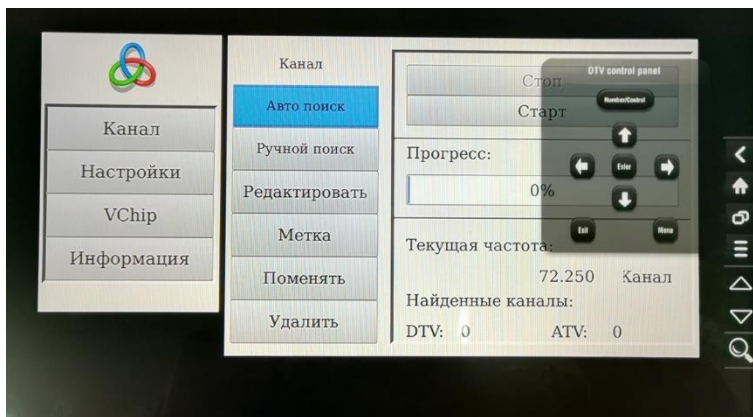 Канал
Настройки
VChip
Информация
Канал
Авто поиск
Ручной поиск
Редактировать
Метка
Поменять
Удалить
Стоп
Старт
Прогресс:
0%
Текущая частота:
72.250 Канал
Найденные каналы:
DTV: 0 ATV: 0
DTV control panel
Number/Control
Enter
Exit
Menu